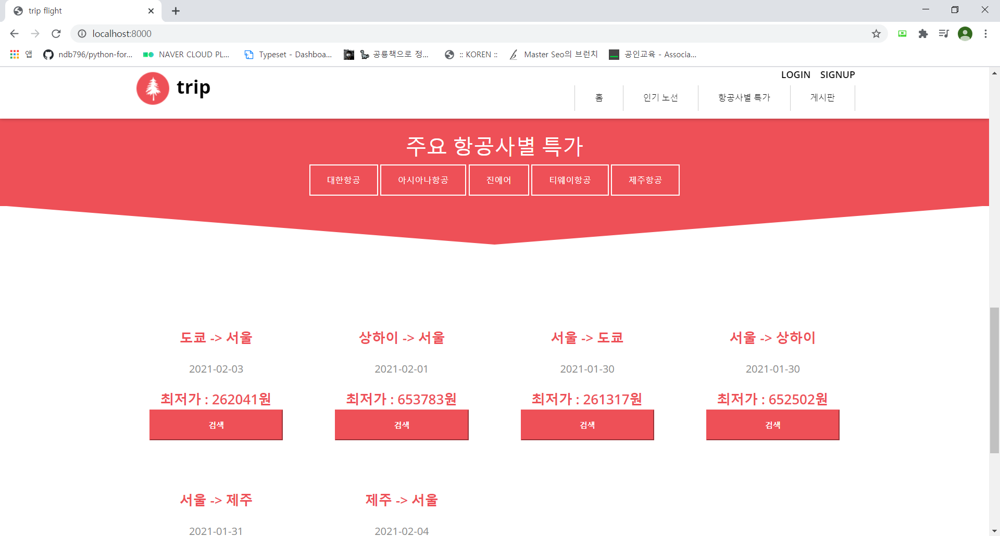 trip flight
localhost:8000
앱
ndb796/python-for...
NAVER CLOUD PL...
Typeset - Dashboa...
공룡책으로 정...
:: KOREN ::
Master Seo의 브런치
공인교육 - Associa...
LOGIN SIGNUP
trip
홈 인기 노선 항공사별 특가 게시판
주요 항공사별 특가
대한항공 아시아나항공 진에어 티웨이항공 제주항공
도쿄 -> 서울
2021-02-03
최저가 : 262041원
검색
상하이 -> 서울
2021-02-01
최저가 : 653783원
검색
서울 -> 도쿄
2021-01-30
최저가 : 261317원
검색
서울 -> 상하이
2021-01-30
최저가 : 652502원
검색
서울 -> 제주
2021-01-31
제주 -> 서울
2021-02-04